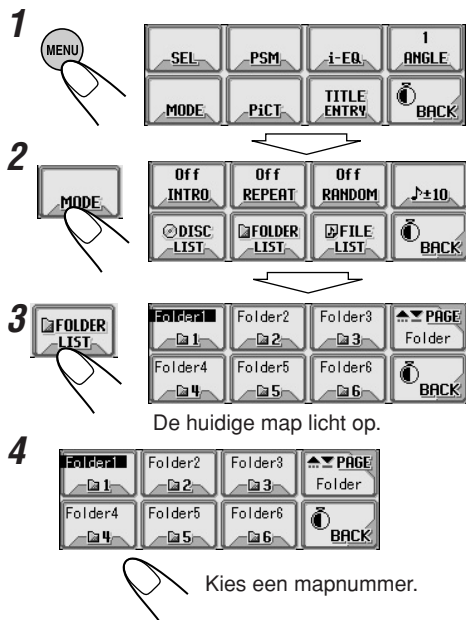 1
MENU
SEL PSM i-EQ 1 ANGLE
MODE PiCT TITLE ENTRY BACK
2
MODE
Off INTRO Off REPEAT Off RANDOM ♪±10
DISC LIST FOLDER LIST FILE LIST BACK
3
FOLDER LIST
Folder1 1 Folder2 2 Folder3 3 PAGE Folder
Folder4 4 Folder5 5 Folder6 6 BACK
De huidige map licht op.
4
Folder1 1 Folder2 2 Folder3 3 PAGE Folder
Folder4 4 Folder5 5 Folder6 6 BACK
Kies een mapnummer.